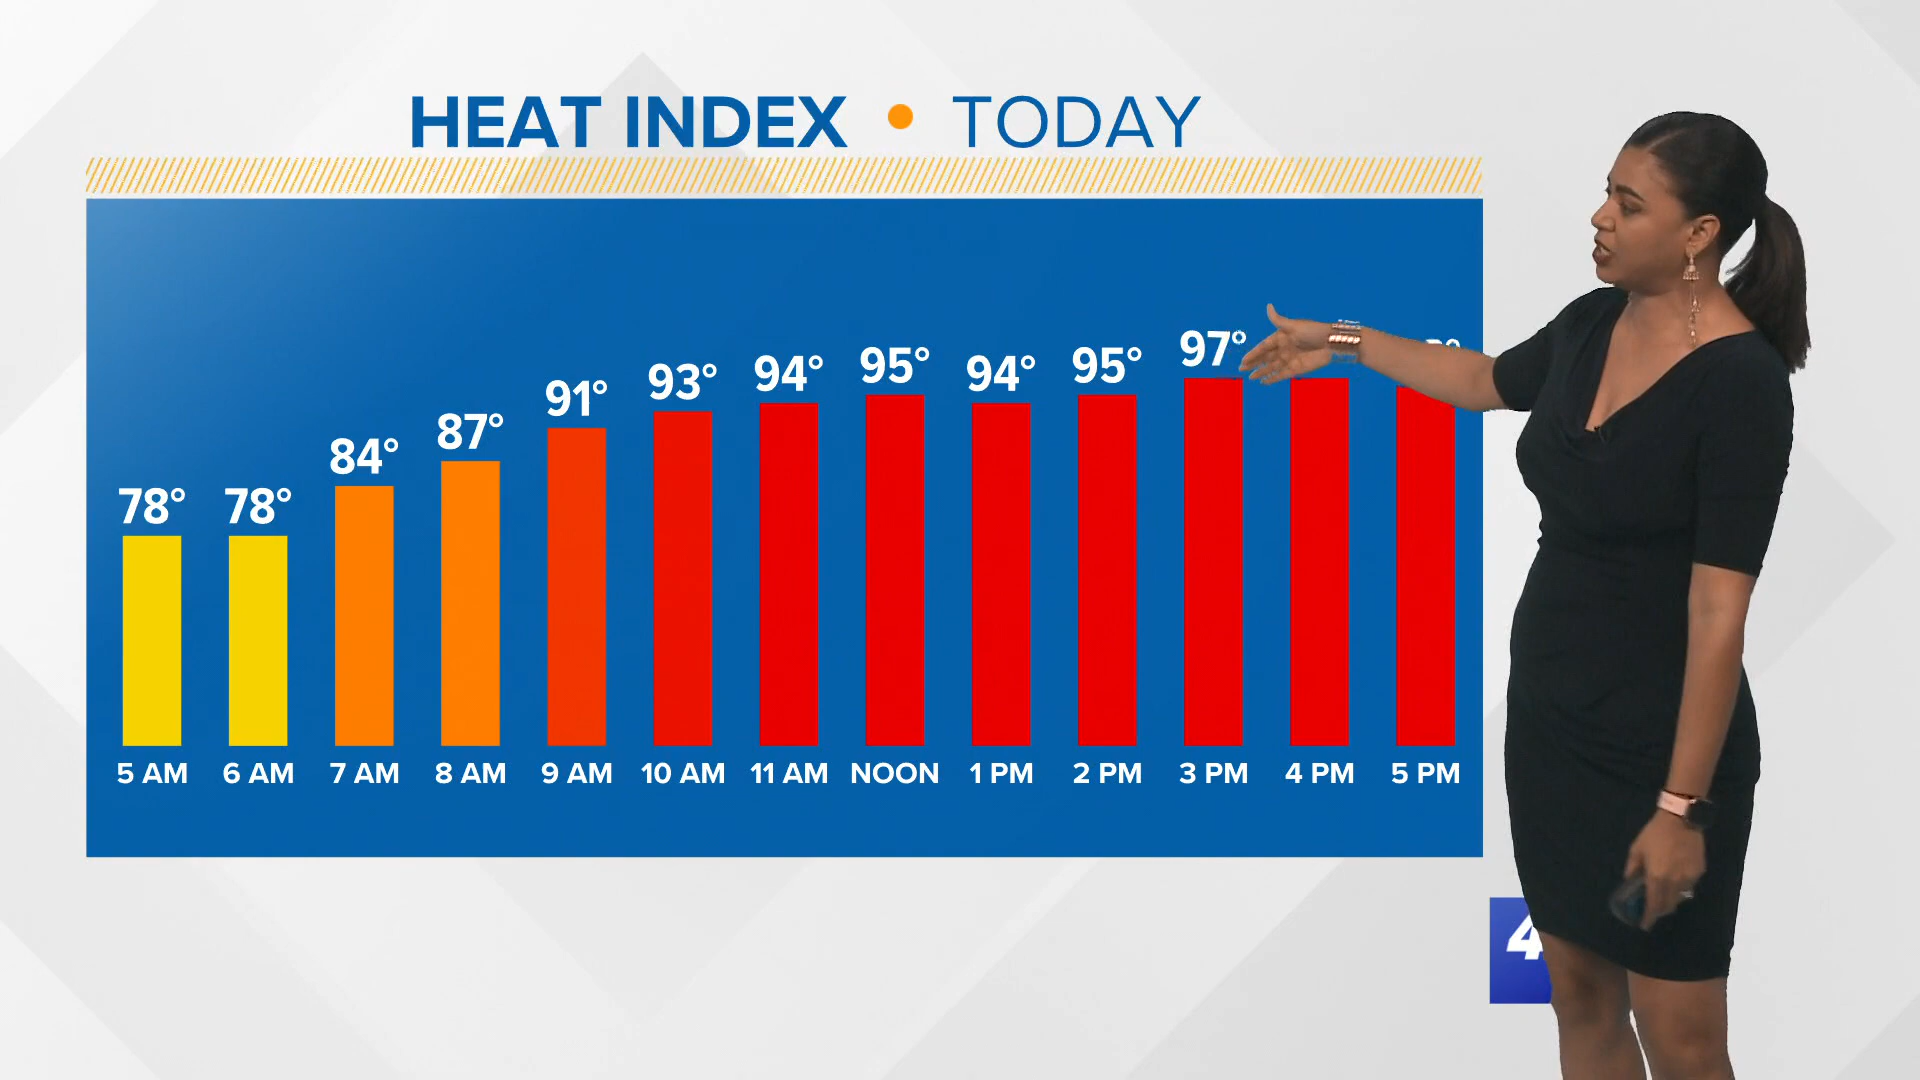 HEAT INDEX • TODAY
78° 78° 84° 87° 91° 93° 94° 95° 94° 95° 97°
5 AM 6 AM 7 AM 8 AM 9 AM 10 AM 11 AM NOON 1 PM 2 PM 3 PM 4 PM 5 PM
4